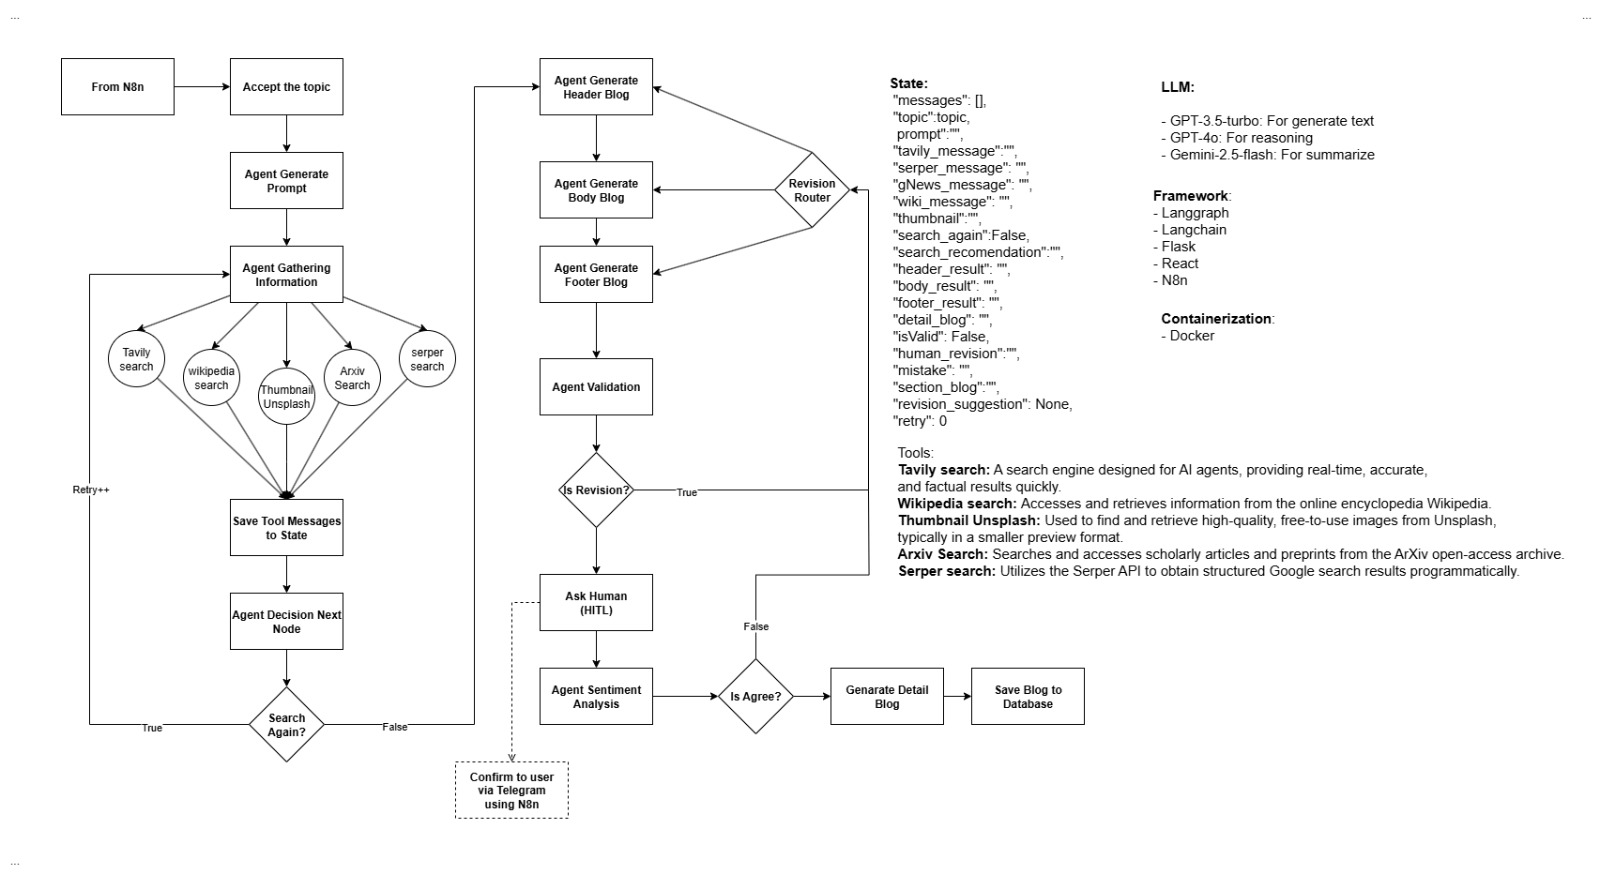 ...
...
From N8n
Accept the topic
Agent Generate
Prompt
Agent Gathering
Information
Tavily
search
wikipedia
search
Thumbnail
Unsplash
Arxiv
Search
serper
search
Retry++
Save Tool Messages
to State
Agent Decision Next
Node
Search
Again?
True
False
Agent Generate
Header Blog
Agent Generate
Body Blog
Agent Generate
Footer Blog
Revision
Router
Agent Validation
Is Revision?
True
Ask Human
(HITL)
Agent Sentiment
Analysis
Is Agree?
False
Genarate Detail
Blog
Save Blog to
Database
Confirm to user
via Telegram
using N8n
State:
"messages": [],
"topic":topic,
prompt":"",
"tavily_message":"",
"serper_message": "",
"gNews_message": "",
"wiki_message": "",
"thumbnail":"",
"search_again":False,
"search_recomendation":"",
"header_result": "",
"body_result": "",
"footer_result": "",
"detail_blog": "",
"isValid": False,
"human_revision":"",
"mistake": "",
"section_blog":"",
"revision_suggestion": None,
"retry": 0
LLM:
- GPT-3.5-turbo: For generate text
- GPT-4o: For reasoning
- Gemini-2.5-flash: For summarize
Framework:
- Langgraph
- Langchain
- Flask
- React
- N8n
Containerization:
- Docker
Tools:
Tavily search: A search engine designed for AI agents, providing real-time, accurate,
and factual results quickly.
Wikipedia search: Accesses and retrieves information from the online encyclopedia Wikipedia.
Thumbnail Unsplash: Used to find and retrieve high-quality, free-to-use images from Unsplash,
typically in a smaller preview format.
Arxiv Search: Searches and accesses scholarly articles and preprints from the ArXiv open-access archive.
Serper search: Utilizes the Serper API to obtain structured Google search results programmatically.
...